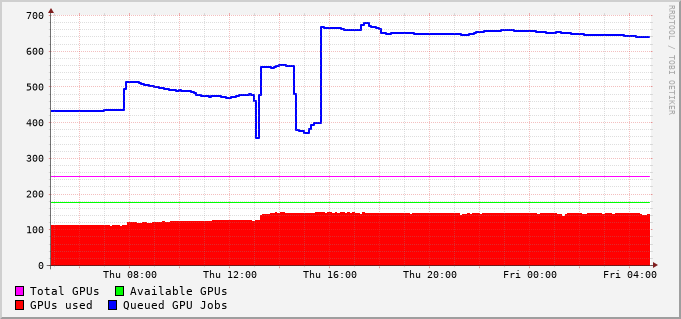 700
600
500
400
300
200
100
0
Thu 08:00 Thu 12:00 Thu 16:00 Thu 20:00 Fri 00:00 Fri 04:00
Total GPUs Available GPUs
GPUs used Queued GPU Jobs
RRDTOOL / TOBI OETIKER